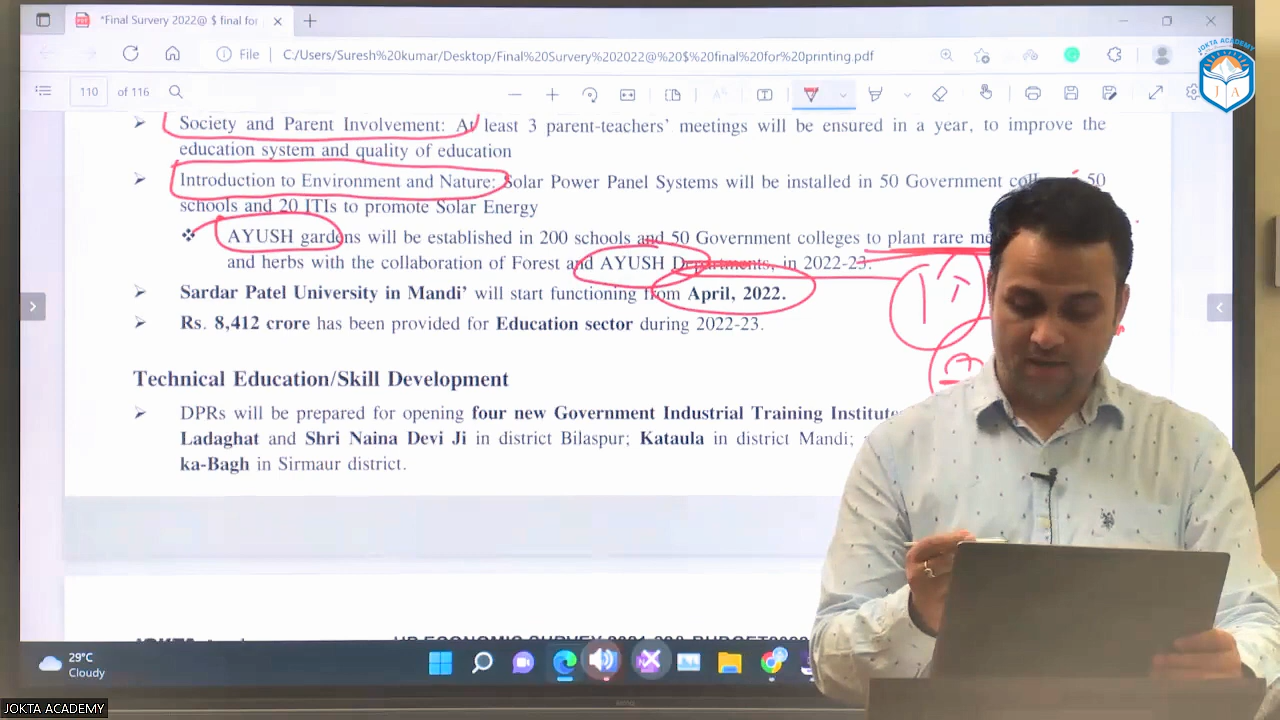 *Final Survery 2022@ $ final for
File C:/Users/Suresh%20kumar/Desktop/Final%20Survery%202022@%20$%20final%20for%20printing.pdf
JOKTA ACADEMY
J A
110 of 116
Society and Parent Involvement: At least 3 parent-teachers' meetings will be ensured in a year, to improve the
education system and quality of education
Introduction to Environment and Nature: Solar Power Panel Systems will be installed in 50 Government 50
schools and 20 ITIs to promote Solar Energy
AYUSH gardens will be established in 200 schools and 50 Government colleges to plant rare
and herbs with the collaboration of Forest and AYUSH Departments, in 2022-23.
Sardar Patel University in Mandi' will start functioning from April, 2022.
Rs. 8,412 crore has been provided for Education sector during 2022-23.
Technical Education/Skill Development
DPRs will be prepared for opening four new Government Industrial Training
Ladaghat and Shri Naina Devi Ji in district Bilaspur; Kataula in district Mandi;
ka-Bagh in Sirmaur district.
29°C
Cloudy
JOKTA ACADEMY